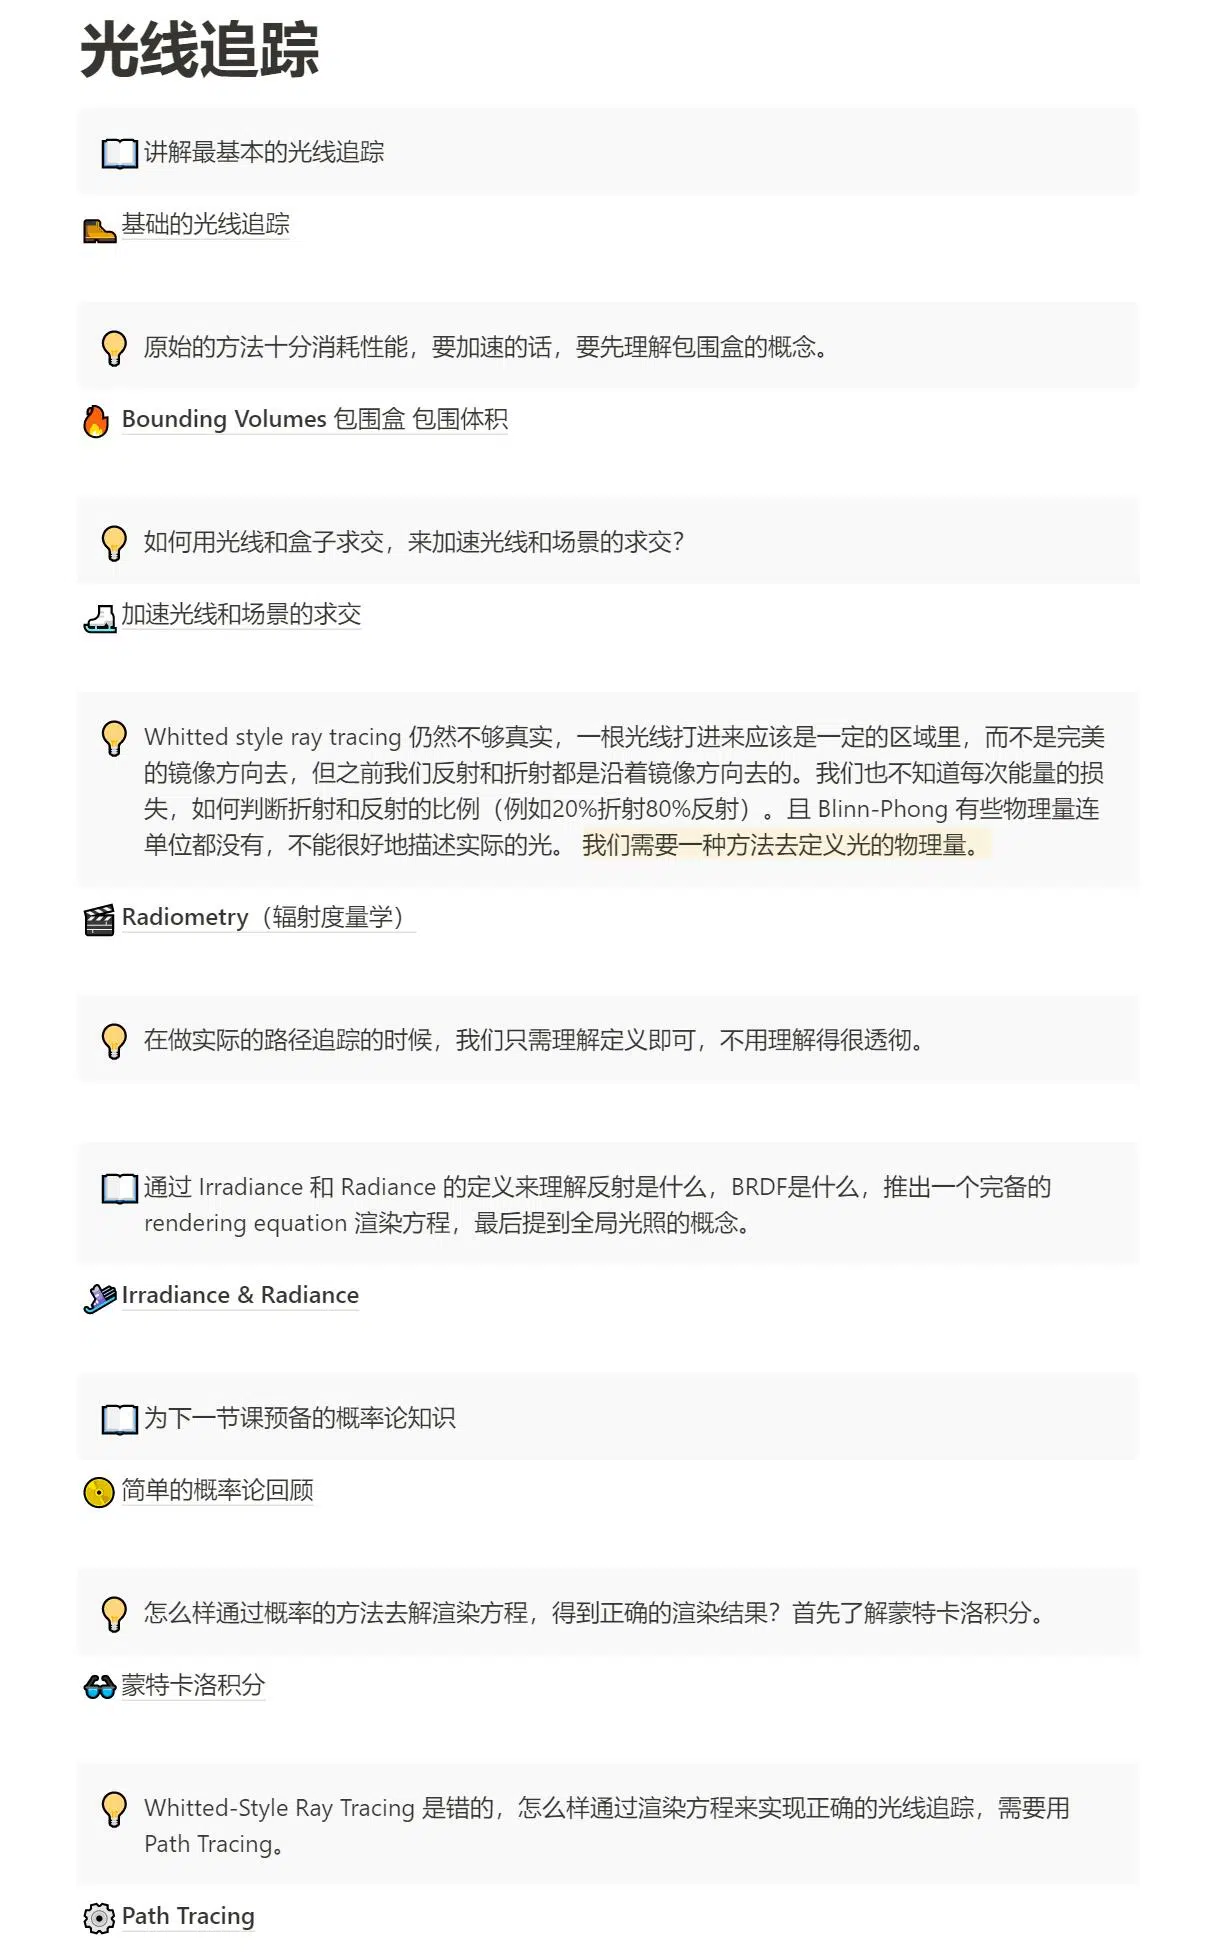 光线追踪
讲解最基本的光线追踪
基础的光线追踪
原始的方法十分消耗性能，要加速的话，要先理解包围盒的概念。
Bounding Volumes 包围盒 包围体积
如何用光线和盒子求交，来加速光线和场景的求交？
加速光线和场景的求交
Whitted style ray tracing 仍然不够真实，一根光线打进来应该是一定的区域里，而不是完美
的镜像方向去，但之前我们反射和折射都是沿着镜像方向去的。我们也不知道每次能量的损
失，如何判断折射和反射的比例（例如20%折射80%反射）。且 Blinn-Phong 有些物理量连
单位都没有，不能很好地描述实际的光。 我们需要一种方法去定义光的物理量。
Radiometry（辐射度量学）
在做实际的路径追踪的时候，我们只需理解定义即可，不用理解得很透彻。
通过 Irradiance 和 Radiance 的定义来理解反射是什么，BRDF是什么，推出一个完备的
rendering equation 渲染方程，最后提到全局光照的概念。
Irradiance & Radiance
为下一节课预备的概率论知识
简单的概率论回顾
怎么样通过概率的方法去解渲染方程，得到正确的渲染结果？首先了解蒙特卡洛积分。
蒙特卡洛积分
Whitted-Style Ray Tracing 是错的，怎么样通过渲染方程来实现正确的光线追踪，需要用
Path Tracing。
Path Tracing